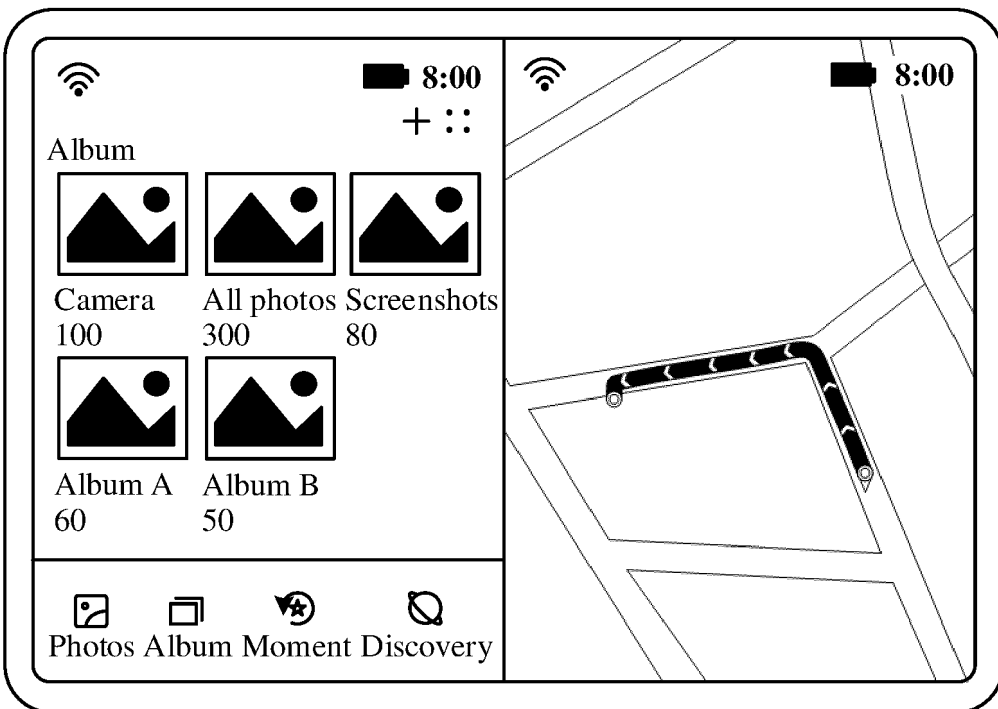 8:00
Album
Camera All photos Screenshots
100 300 80
Album A Album B
60 50
Photos Album Moment Discovery
8:00